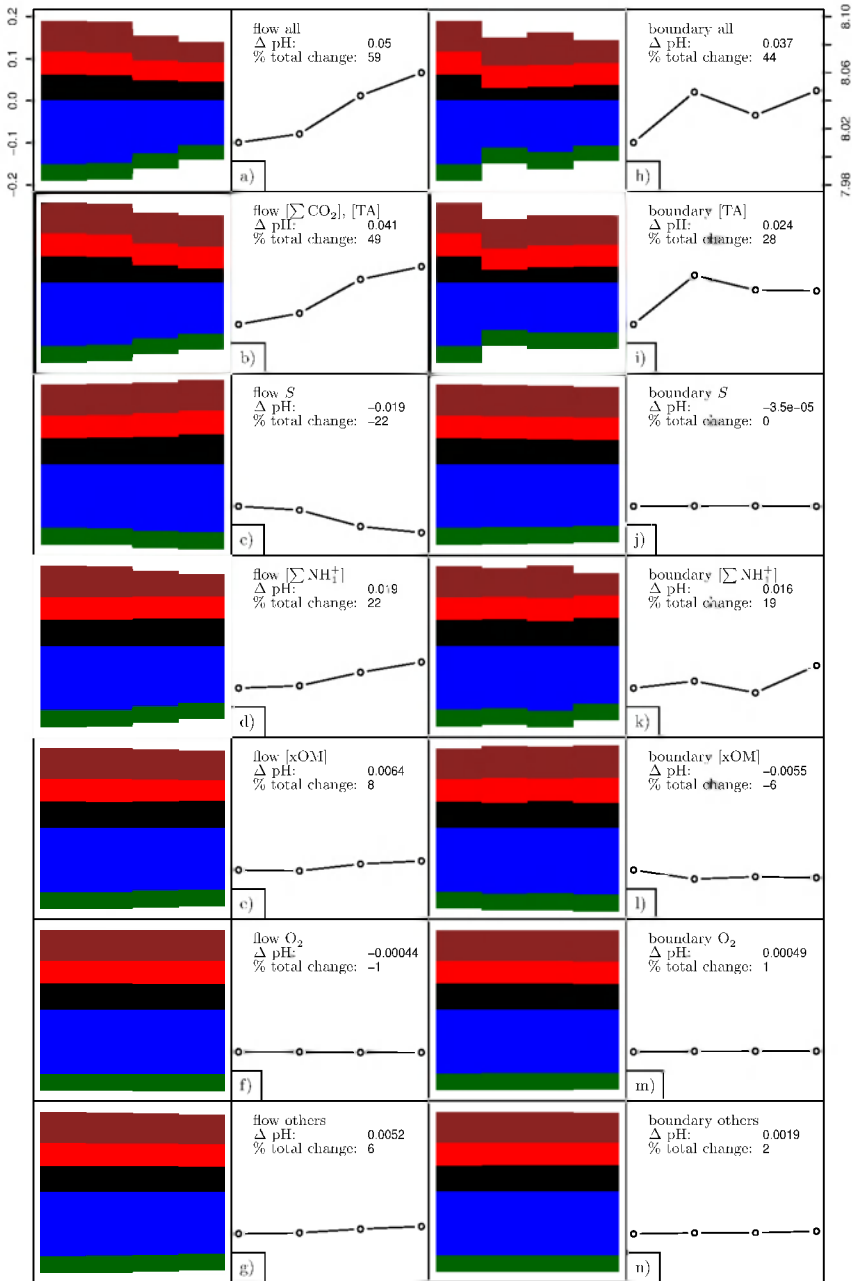 0.2
0.1
0.0
−0.1
−0.2
8.10
8.06
8.02
7.98
flow all
Δ pH: 0.05
% total change: 59
a)
boundary all
Δ pH: 0.037
% total change: 44
h)
flow [∑ CO₂], [TA]
Δ pH: 0.041
% total change: 49
b)
boundary [TA]
Δ pH: 0.024
% total change: 28
i)
flow S
Δ pH: −0.019
% total change: −22
c)
boundary S
Δ pH: −3.5e−05
% total change: 0
j)
flow [∑ NH₄⁺]
Δ pH: 0.019
% total change: 22
d)
boundary [∑ NH₄⁺]
Δ pH: 0.016
% total change: 19
k)
flow [xOM]
Δ pH: 0.0064
% total change: 8
e)
boundary [xOM]
Δ pH: −0.0055
% total change: −6
l)
flow O₂
Δ pH: −0.00044
% total change: −1
f)
boundary O₂
Δ pH: 0.00049
% total change: 1
m)
flow others
Δ pH: 0.0052
% total change: 6
g)
boundary others
Δ pH: 0.0019
% total change: 2
n)